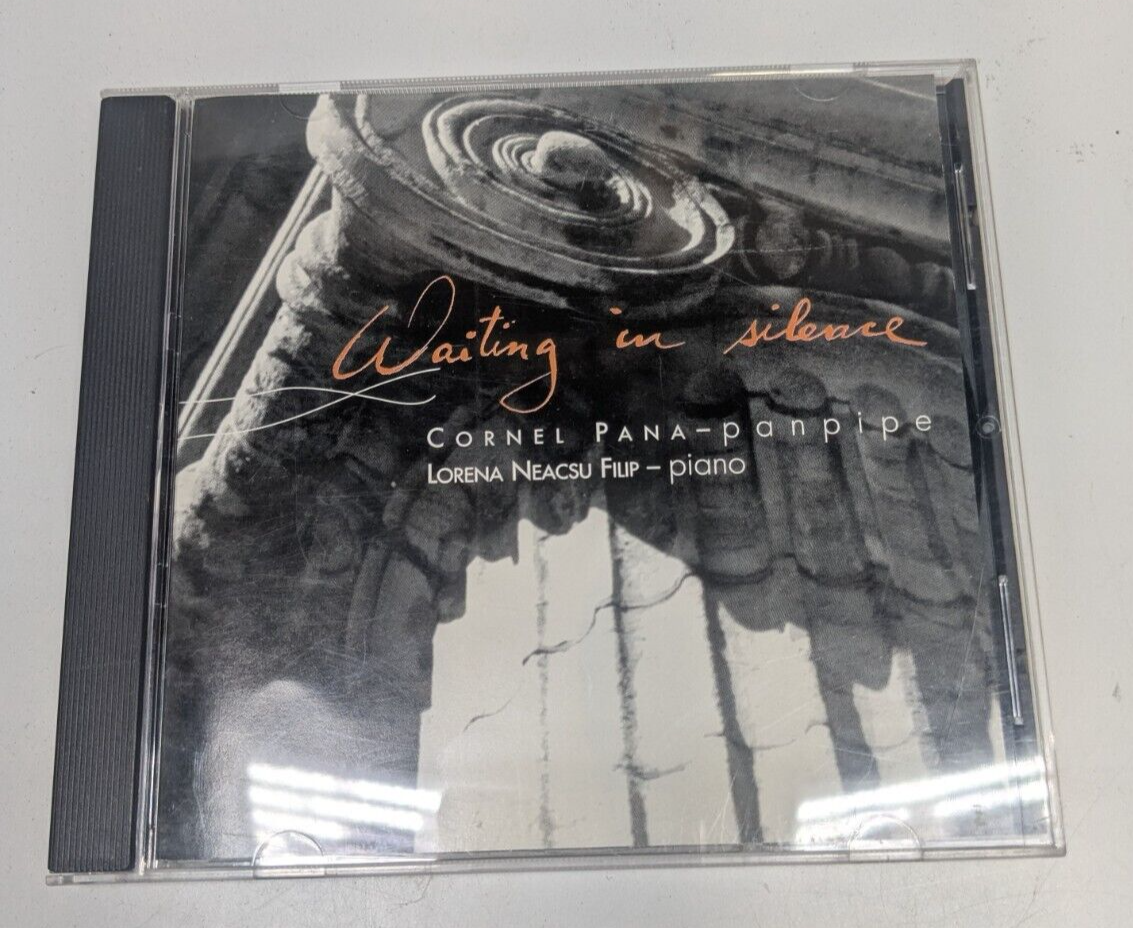 Waiting in silence
CORNEL PANA – panpipe
LORENA NEACSU FILIP – piano